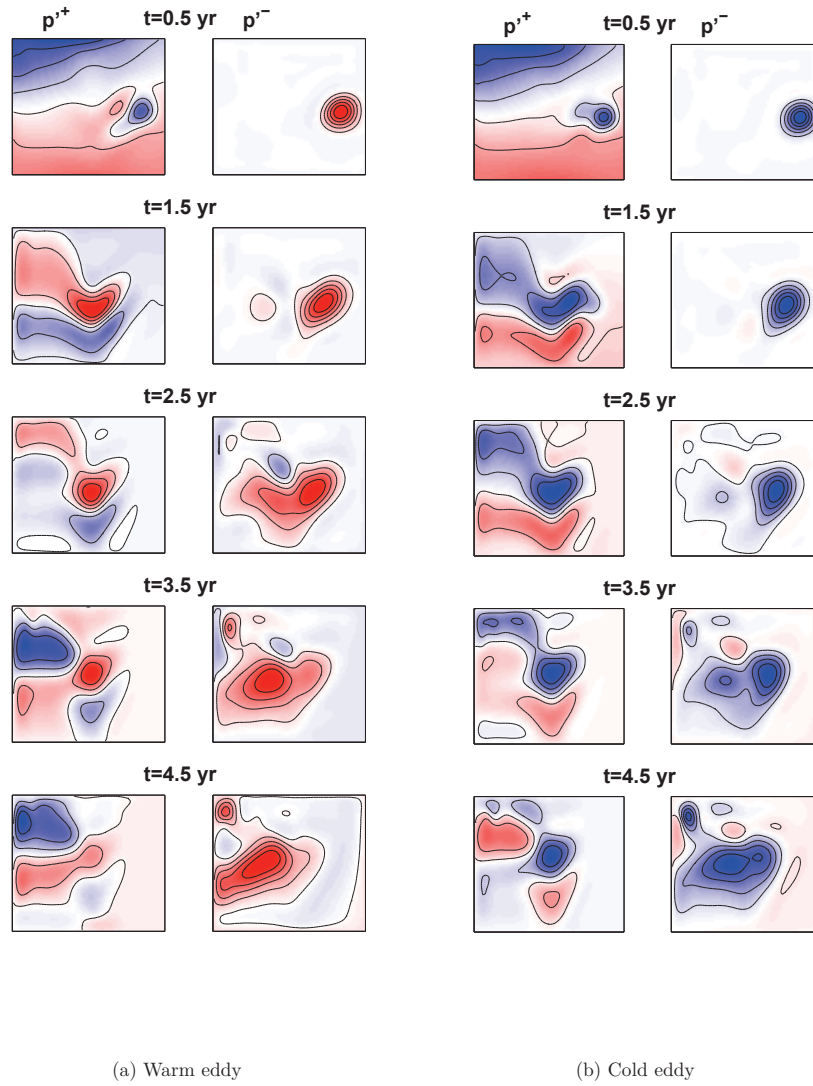 p'+ t=0.5 yr p'−
p'+ t=0.5 yr p'−
t=1.5 yr
t=1.5 yr
t=2.5 yr
t=2.5 yr
t=3.5 yr
t=3.5 yr
t=4.5 yr
t=4.5 yr
(a) Warm eddy
(b) Cold eddy